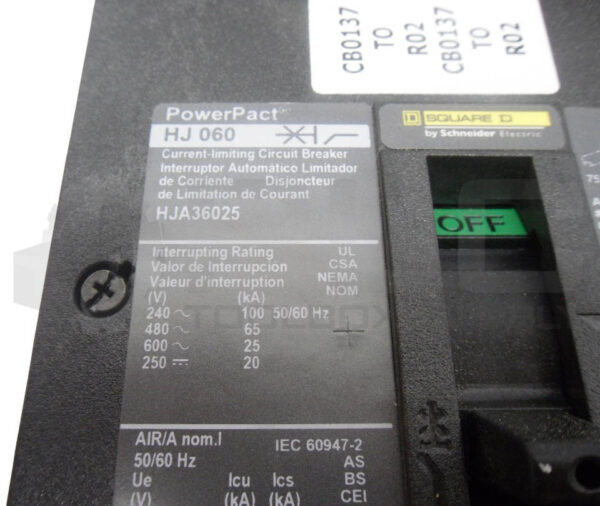 CB0137
TO
R02
CB0137
TO
R02
PowerPact
HJ 060
SQUARE D
by Schneider Electric
Current-limiting Circuit Breaker
Interruptor Automático Limitador
de Corriente Disjoncteur
de Limitation de Courant
HJA36025
OFF
Interrupting Rating UL
Valor de Interrupcion CSA
Valeur d'interruption NEMA
(V) (kA) NOM
240 ~ 100 50/60 Hz
480 ~ 65
600 ~ 25
250 ⎓ 20
AIR/A nom.I IEC 60947-2
50/60 Hz AS
Ue Icu Ics BS
(V) (kA) (kA) CEI